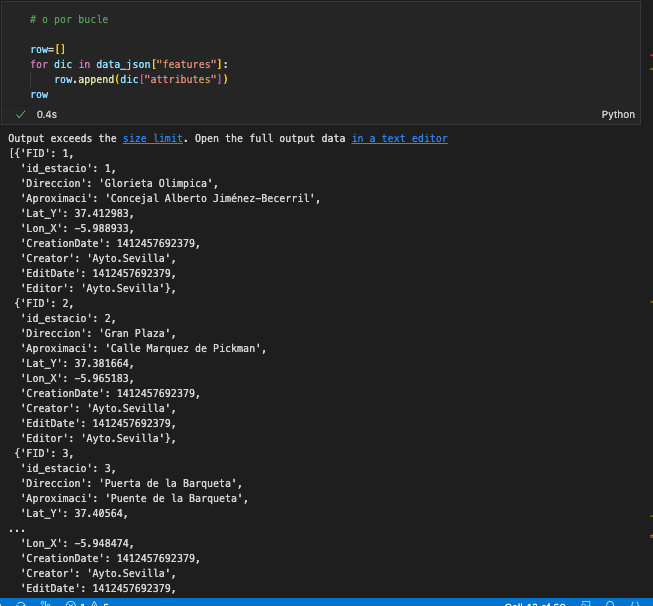 # o por bucle
row=[]
for dic in data_json["features"]:
    row.append(dic["attributes"])
row
0.4s
Python
Output exceeds the size limit. Open the full output data in a text editor
[{'FID': 1,
  'id_estacio': 1,
  'Direccion': 'Glorieta Olimpica',
  'Aproximaci': 'Concejal Alberto Jiménez-Becerril',
  'Lat_Y': 37.412983,
  'Lon_X': -5.988933,
  'CreationDate': 1412457692379,
  'Creator': 'Ayto.Sevilla',
  'EditDate': 1412457692379,
  'Editor': 'Ayto.Sevilla'},
 {'FID': 2,
  'id_estacio': 2,
  'Direccion': 'Gran Plaza',
  'Aproximaci': 'Calle Marquez de Pickman',
  'Lat_Y': 37.381664,
  'Lon_X': -5.965183,
  'CreationDate': 1412457692379,
  'Creator': 'Ayto.Sevilla',
  'EditDate': 1412457692379,
  'Editor': 'Ayto.Sevilla'},
 {'FID': 3,
  'id_estacio': 3,
  'Direccion': 'Puerta de la Barqueta',
  'Aproximaci': 'Puente de la Barqueta',
  'Lat_Y': 37.40564,
...
  'Lon_X': -5.948474,
  'CreationDate': 1412457692379,
  'Creator': 'Ayto.Sevilla',
  'EditDate': 1412457692379,